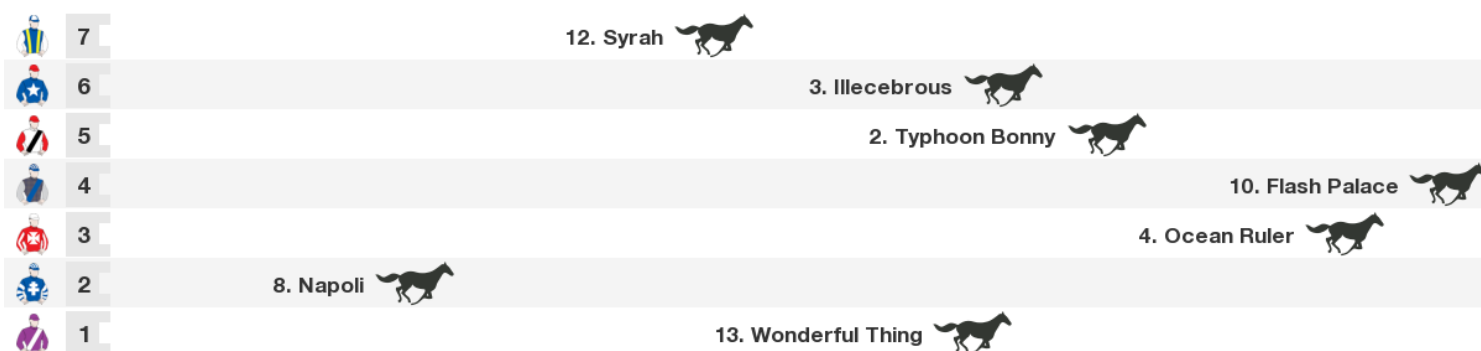 7 12. Syrah
6 3. Illecebrous
5 2. Typhoon Bonny
4 10. Flash Palace
3 4. Ocean Ruler
2 8. Napoli
1 13. Wonderful Thing